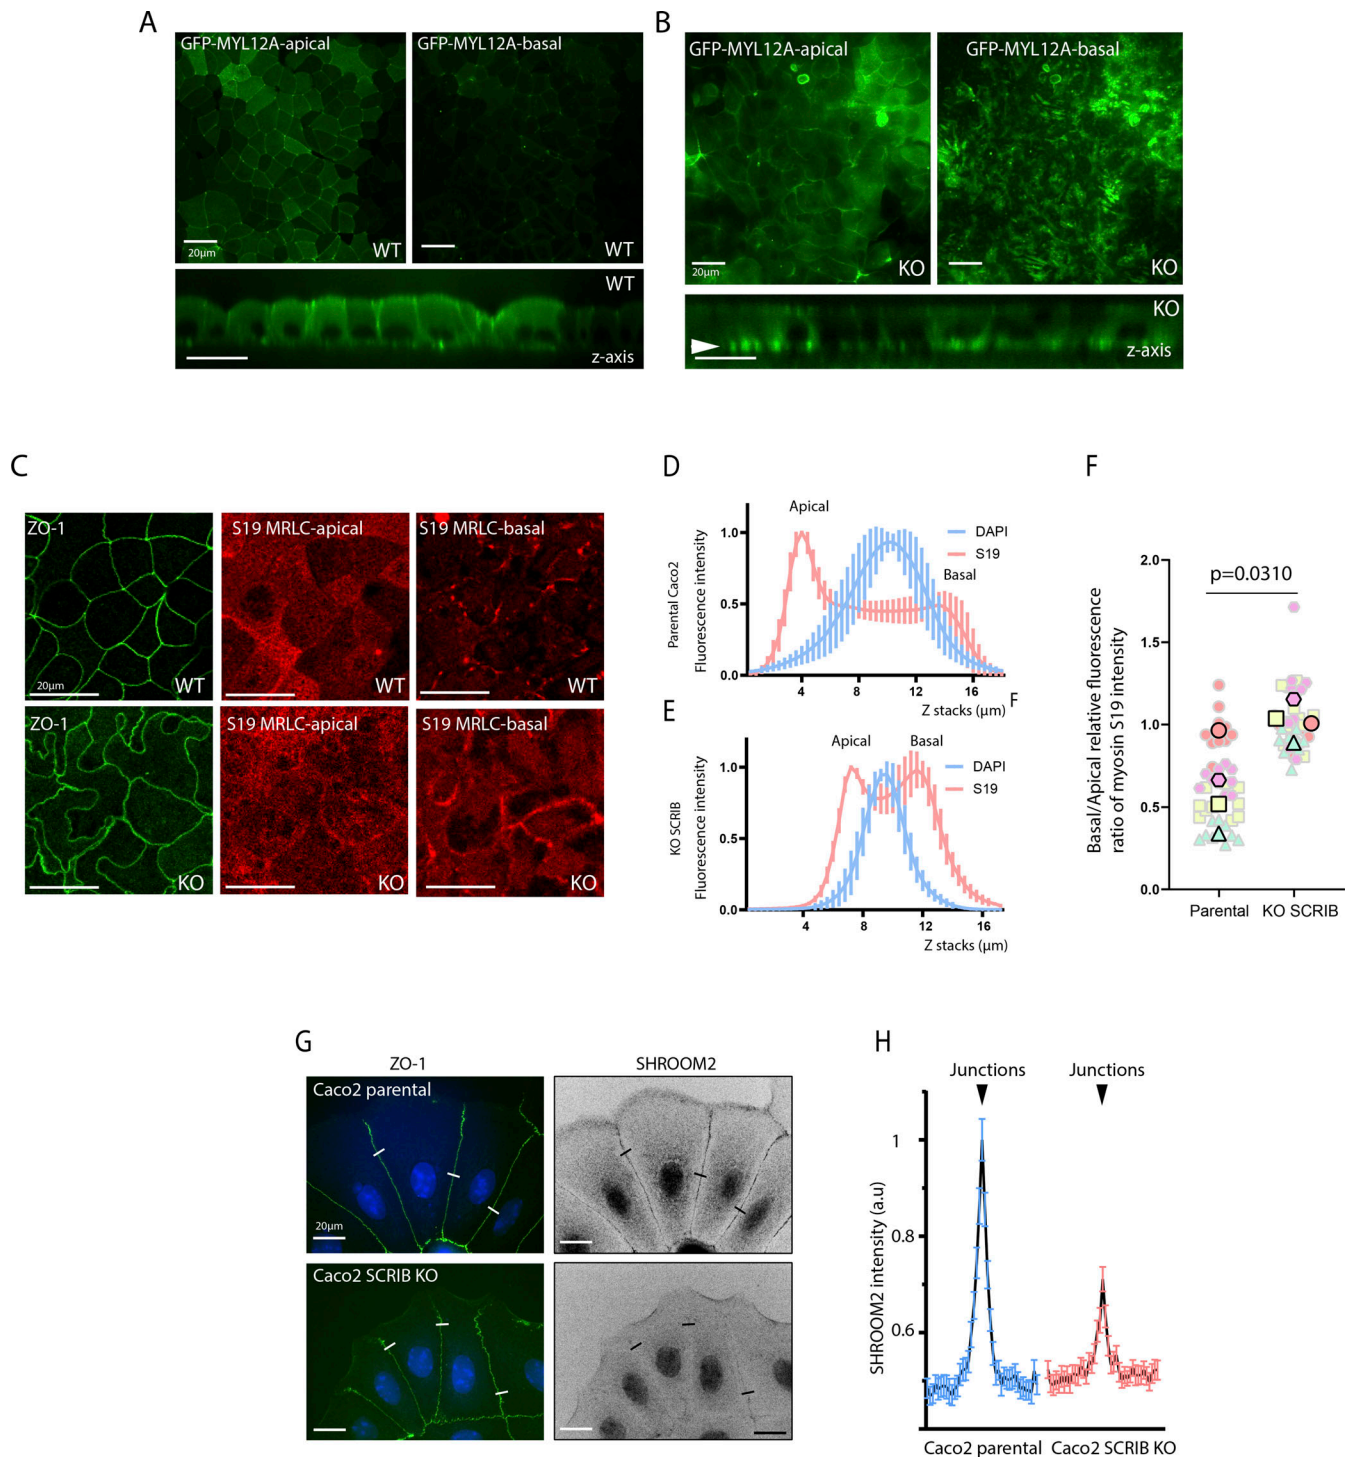 A
GFP-MYL12A-apical
GFP-MYL12A-basal
20µm
WT
WT
WT
z-axis
B
GFP-MYL12A-apical
GFP-MYL12A-basal
20µm
KO
KO
KO
z-axis
C
ZO-1
S19 MRLC-apical
S19 MRLC-basal
20µm
WT
WT
WT
ZO-1
S19 MRLC-apical
S19 MRLC-basal
KO
KO
KO
D
Parental Caco2
Fluorescence intensity
1.0
0.5
0.0
Apical
DAPI
S19
Basal
4
8
12
16
Z stacks (µm)
F
E
KO SCRIB
Fluorescence intensity
1.0
0.5
0.0
Apical
Basal
DAPI
S19
4
8
12
16
Z stacks (µm)
F
Basal/Apical relative fluorescence
ratio of myosin S19 intensity
2.0
1.5
1.0
0.5
0.0
p=0.0310
Parental
KO SCRIB
G
ZO-1
SHROOM2
Caco2 parental
20µm
Caco2 SCRIB KO
H
Junctions
Junctions
SHROOM2 intensity (a.u)
1
0.8
0.6
Caco2 parental
Caco2 SCRIB KO